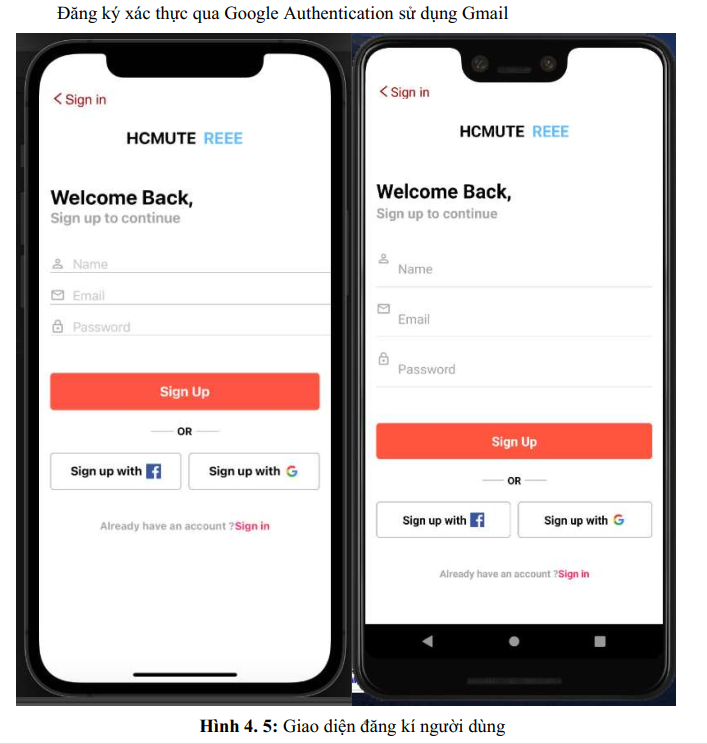 Đăng ký xác thực qua Google Authentication sử dụng Gmail
< Sign in
HCMUTE REEE
Welcome Back,
Sign up to continue
Name
Email
Password
Sign Up
OR
Sign up with
Sign up with
Already have an account ?Sign in
< Sign in
HCMUTE REEE
Welcome Back,
Sign up to continue
Name
Email
Password
Sign Up
OR
Sign up with
Sign up with
Already have an account ?Sign in
Hình 4. 5: Giao diện đăng kí người dùng